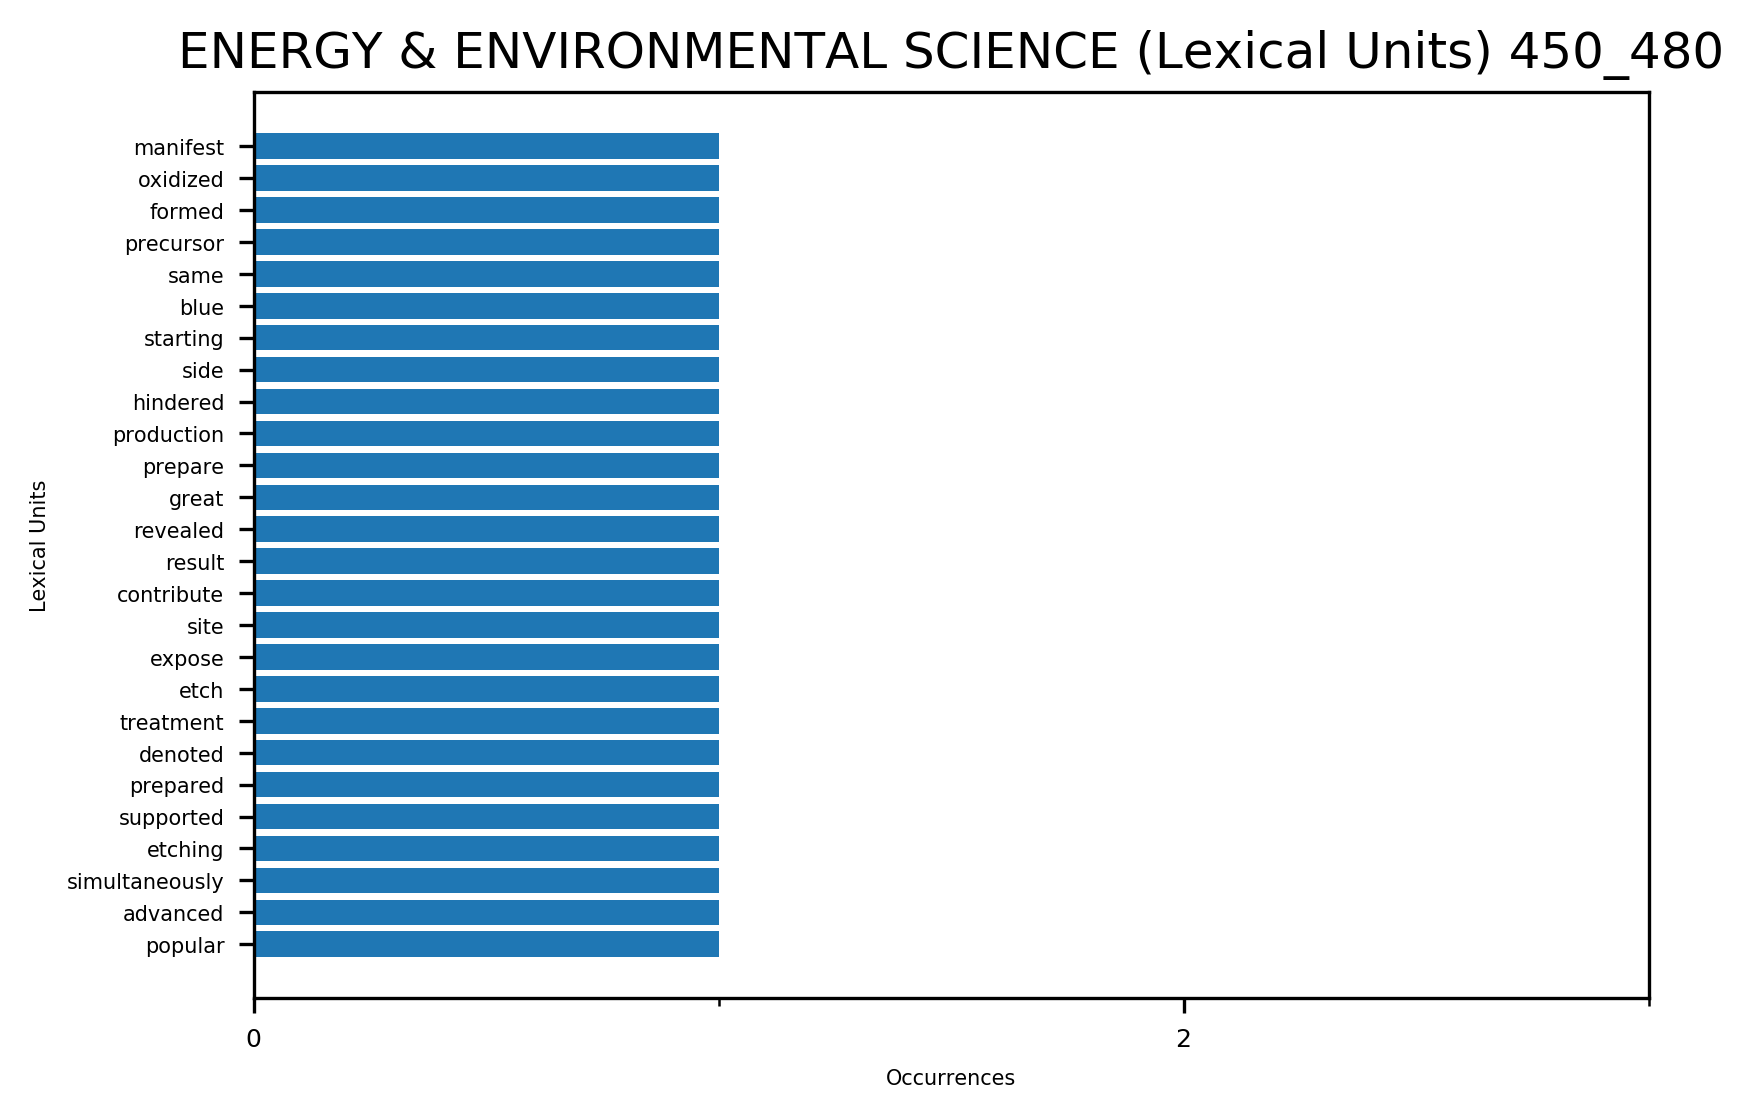 ENERGY & ENVIRONMENTAL SCIENCE (Lexical Units) 450_480
manifest
oxidized
formed
precursor
same
blue
starting
side
hindered
production
prepare
great
revealed
result
contribute
site
expose
etch
treatment
denoted
prepared
supported
etching
simultaneously
advanced
popular
Lexical Units
0 2
Occurrences